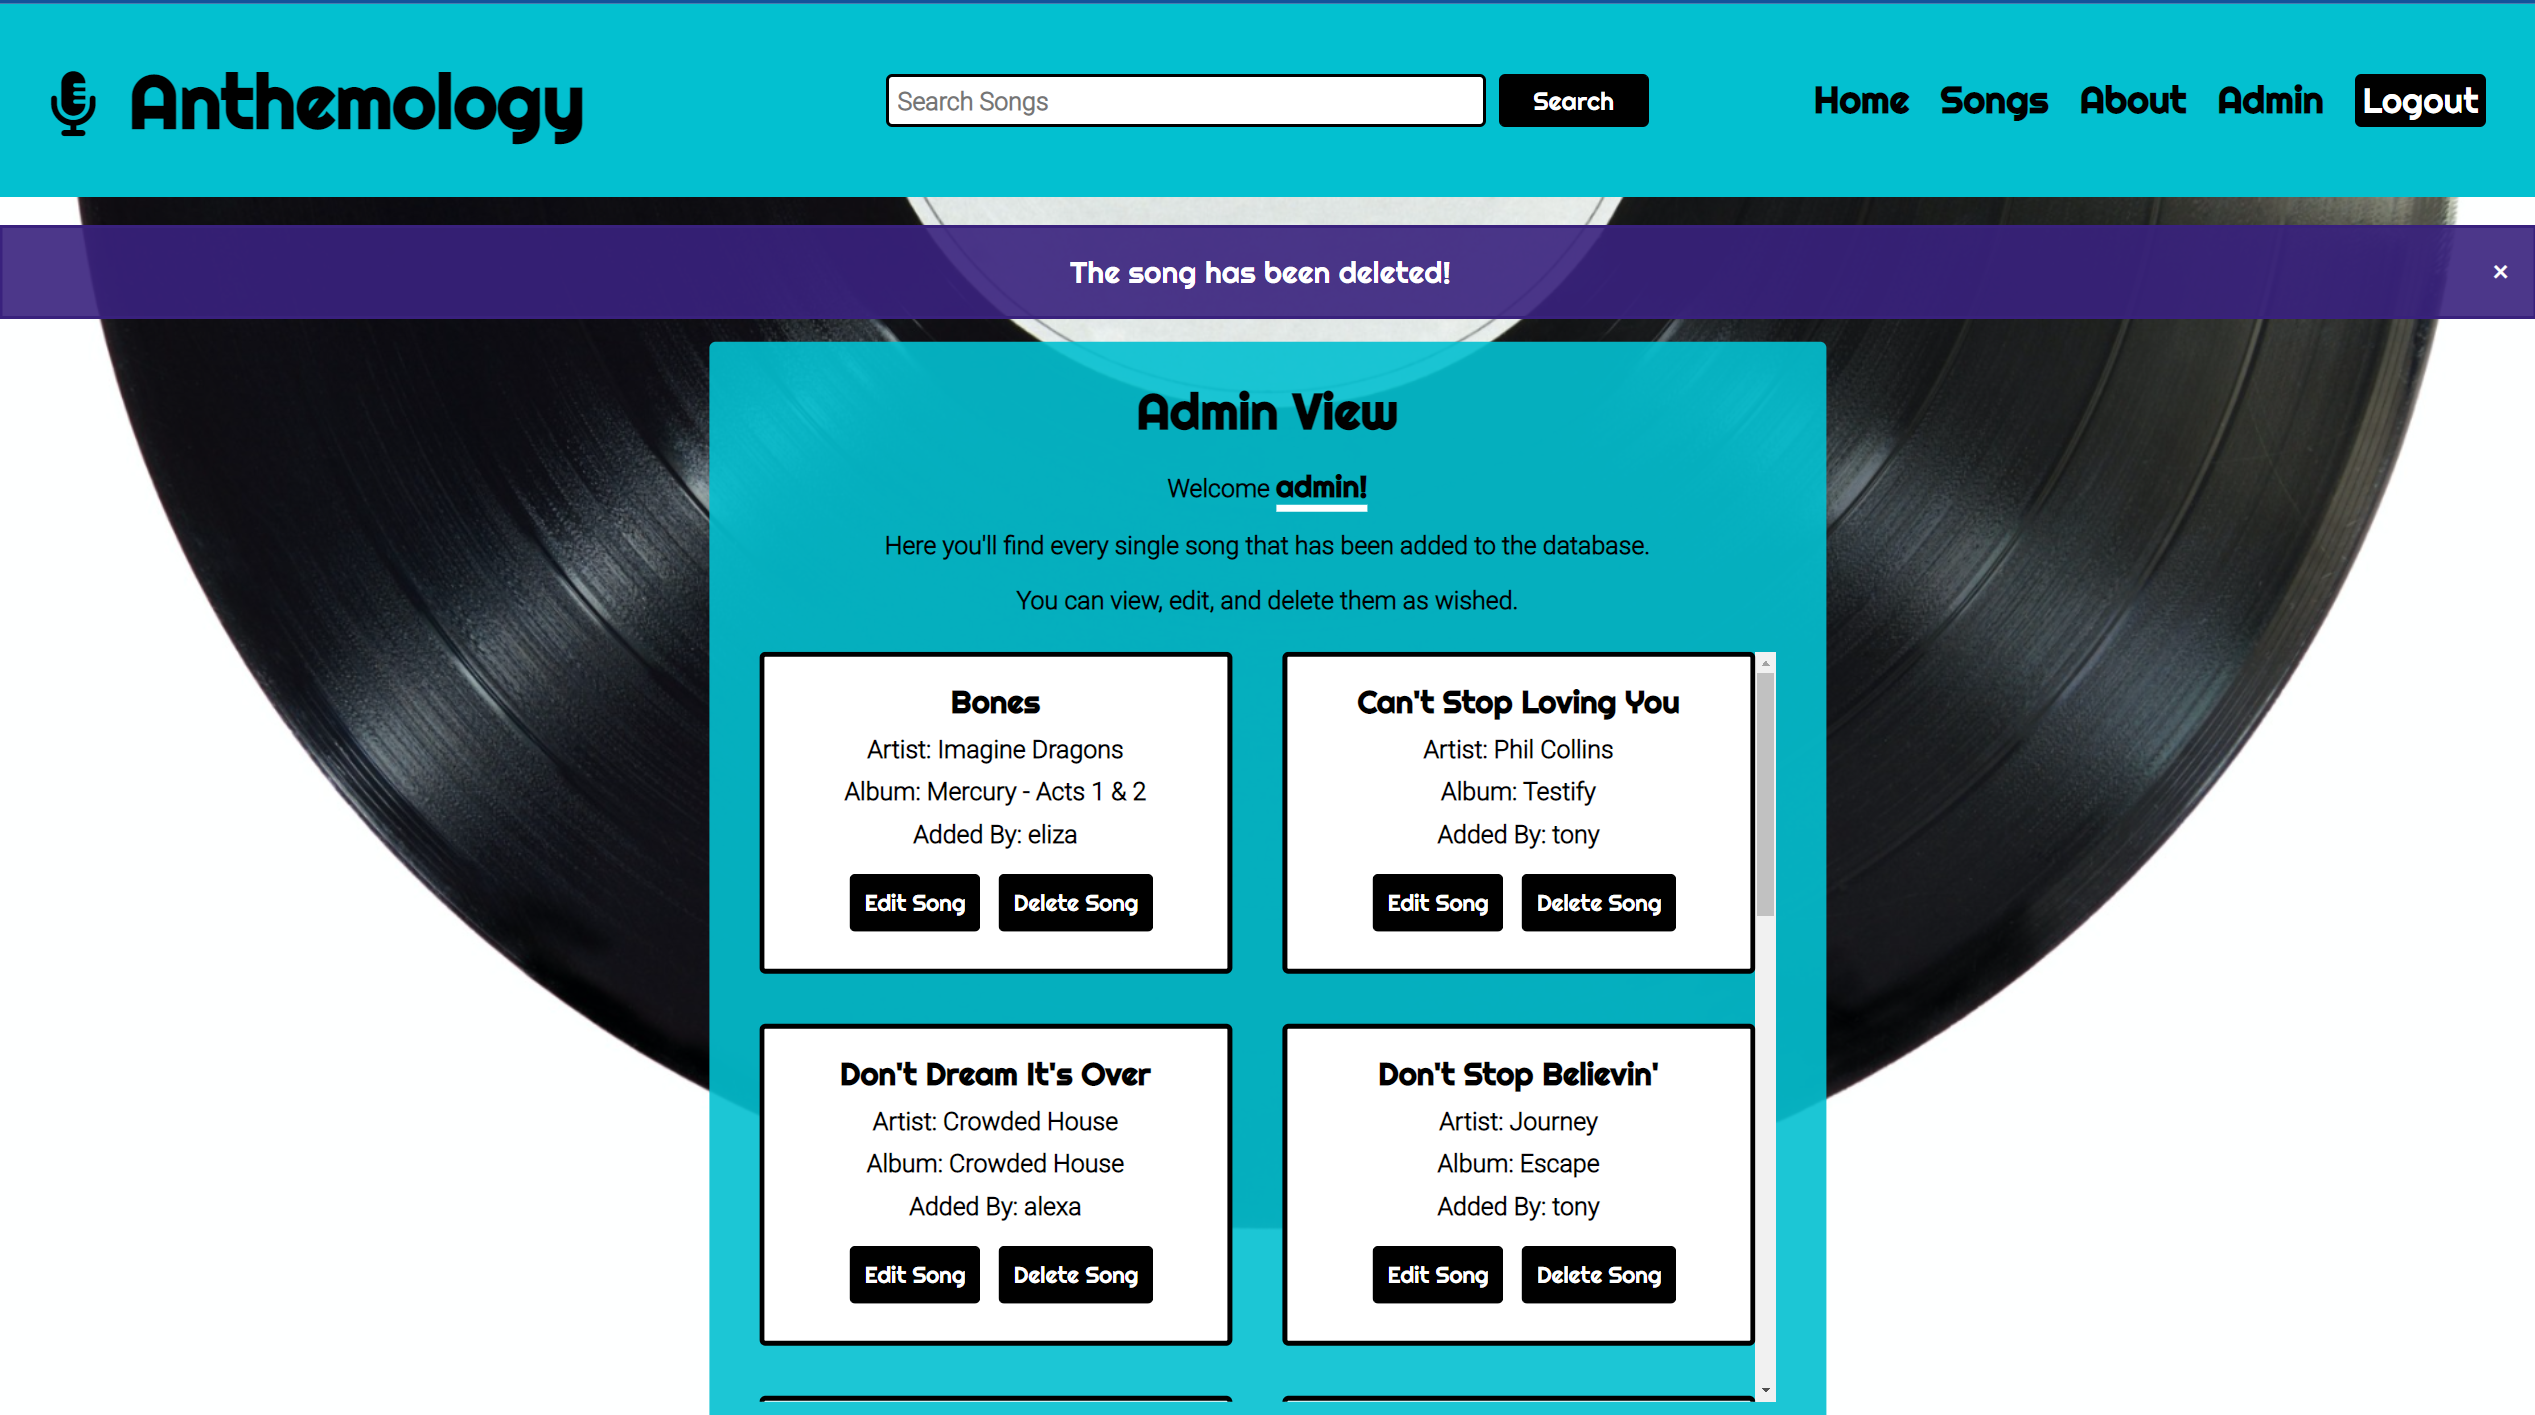 Anthemology
Search Songs
Search
Home Songs About Admin Logout
The song has been deleted!
×
Admin View
Welcome admin!
Here you'll find every single song that has been added to the database.
You can view, edit, and delete them as wished.
Bones
Artist: Imagine Dragons
Album: Mercury - Acts 1 & 2
Added By: eliza
Edit Song Delete Song
Can't Stop Loving You
Artist: Phil Collins
Album: Testify
Added By: tony
Edit Song Delete Song
Don't Dream It's Over
Artist: Crowded House
Album: Crowded House
Added By: alexa
Edit Song Delete Song
Don't Stop Believin'
Artist: Journey
Album: Escape
Added By: tony
Edit Song Delete Song